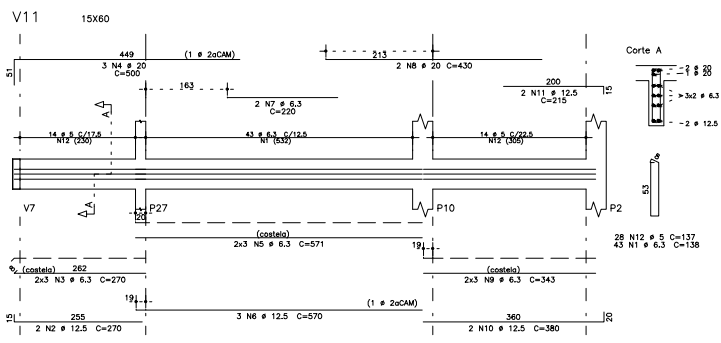 V11
15X60
449
(1 ø 2aCAM)
3 N4 ø 20
C=500
51
213
2 N8 ø 20 C=430
163
2 N7 ø 6.3
C=220
200
2 N11 ø 12.5
C=215
15
Corte A
2 ø 20
1 ø 20
3x2 ø 6.3
2 ø 12.5
A
14 ø 5 C/17.5
N12 (230)
43 ø 6.3 C/12.5
N1 (532)
14 ø 5 C/22.5
N12 (305)
A
V7
P27
20
P10
P2
53
28 N12 ø 5 C=137
43 N1 ø 6.3 C=138
(costela)
2x3 N5 ø 6.3 C=571
19
8
(costela)
262
2x3 N3 ø 6.3 C=270
(costela)
2x3 N9 ø 6.3 C=343
19
(1 ø 2aCAM)
3 N6 ø 12.5 C=570
15
255
2 N2 ø 12.5 C=270
360
2 N10 ø 12.5 C=380
20